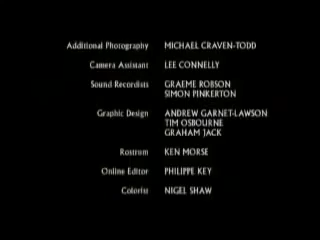 Additional Photography MICHAEL CRAVEN-TODD
Camera Assistant LEE CONNELLY
Sound Recordists GRAEME ROBSON
SIMON PINKERTON
Graphic Design ANDREW GARNET-LAWSON
TIM OSBOURNE
GRAHAM JACK
Rostrum KEN MORSE
Online Editor PHILIPPE KEY
Colorist NIGEL SHAW